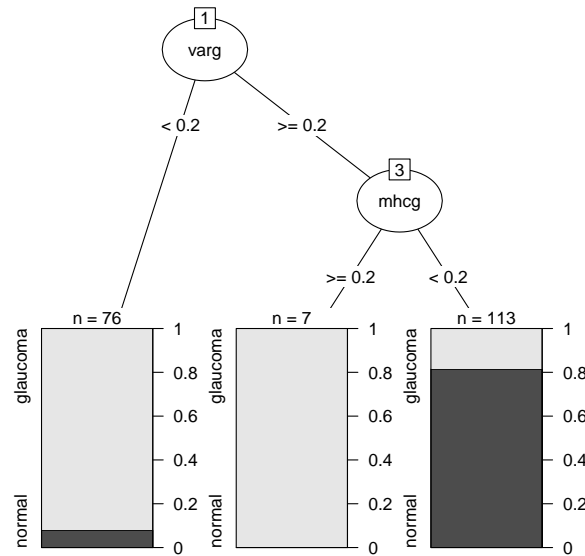 1
varg
< 0.2
>= 0.2
3
mhcg
>= 0.2
< 0.2
n = 76
n = 7
n = 113
glaucoma
normal
1
0.8
0.6
0.4
0.2
0
glaucoma
normal
1
0.8
0.6
0.4
0.2
0
glaucoma
normal
1
0.8
0.6
0.4
0.2
0